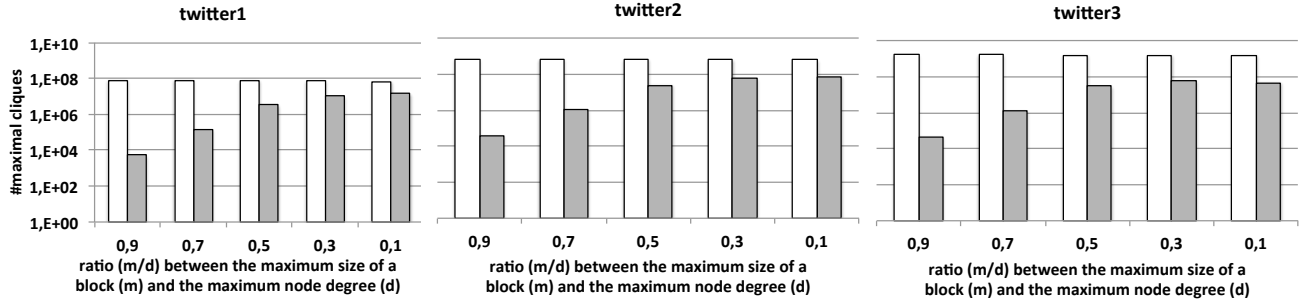 twitter1
twitter2
twitter3
#maximal cliques
1,E+10
1,E+08
1,E+06
1,E+04
1,E+02
1,E+00
0,9 0,7 0,5 0,3 0,1
0,9 0,7 0,5 0,3 0,1
0,9 0,7 0,5 0,3 0,1
ratio (m/d) between the maximum size of a
block (m) and the maximum node degree (d)
ratio (m/d) between the maximum size of a
block (m) and the maximum node degree (d)
ratio (m/d) between the maximum size of a
block (m) and the maximum node degree (d)